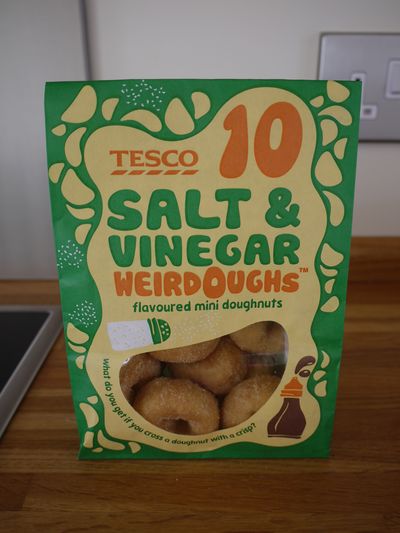 TESCO
10
SALT &
VINEGAR
WEIRDOUGHS™
flavoured mini doughnuts
What do you get if you cross a doughnut with a crisp?